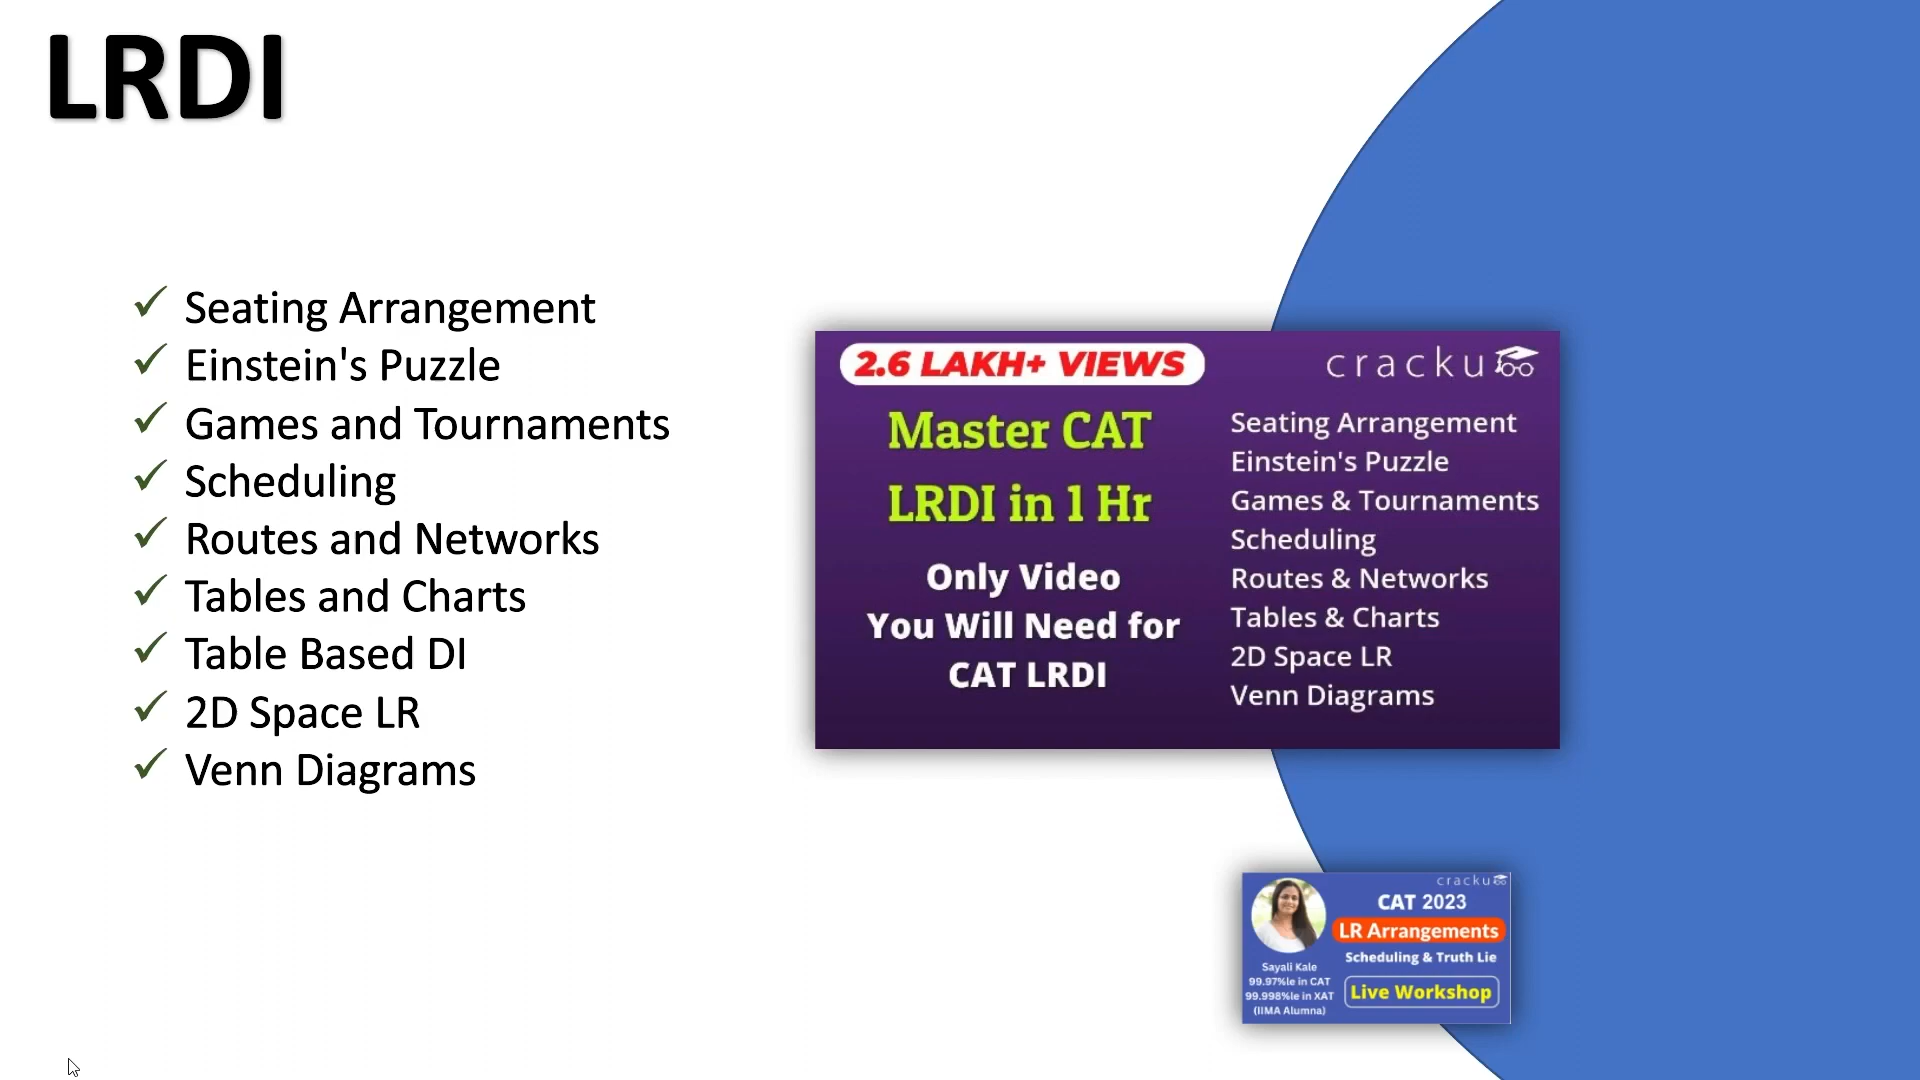 LRDI
Seating Arrangement
Einstein's Puzzle
Games and Tournaments
Scheduling
Routes and Networks
Tables and Charts
Table Based DI
2D Space LR
Venn Diagrams
2.6 LAKH+ VIEWS
cracku
Master CAT
LRDI in 1 Hr
Only Video
You Will Need for
CAT LRDI
Seating Arrangement
Einstein's Puzzle
Games & Tournaments
Scheduling
Routes & Networks
Tables & Charts
2D Space LR
Venn Diagrams
cracku
CAT 2023
LR Arrangements
Scheduling & Truth Lie
Live Workshop
Sayali Kale
99.97%le in CAT
99.998%le in XAT
(IIMA Alumna)